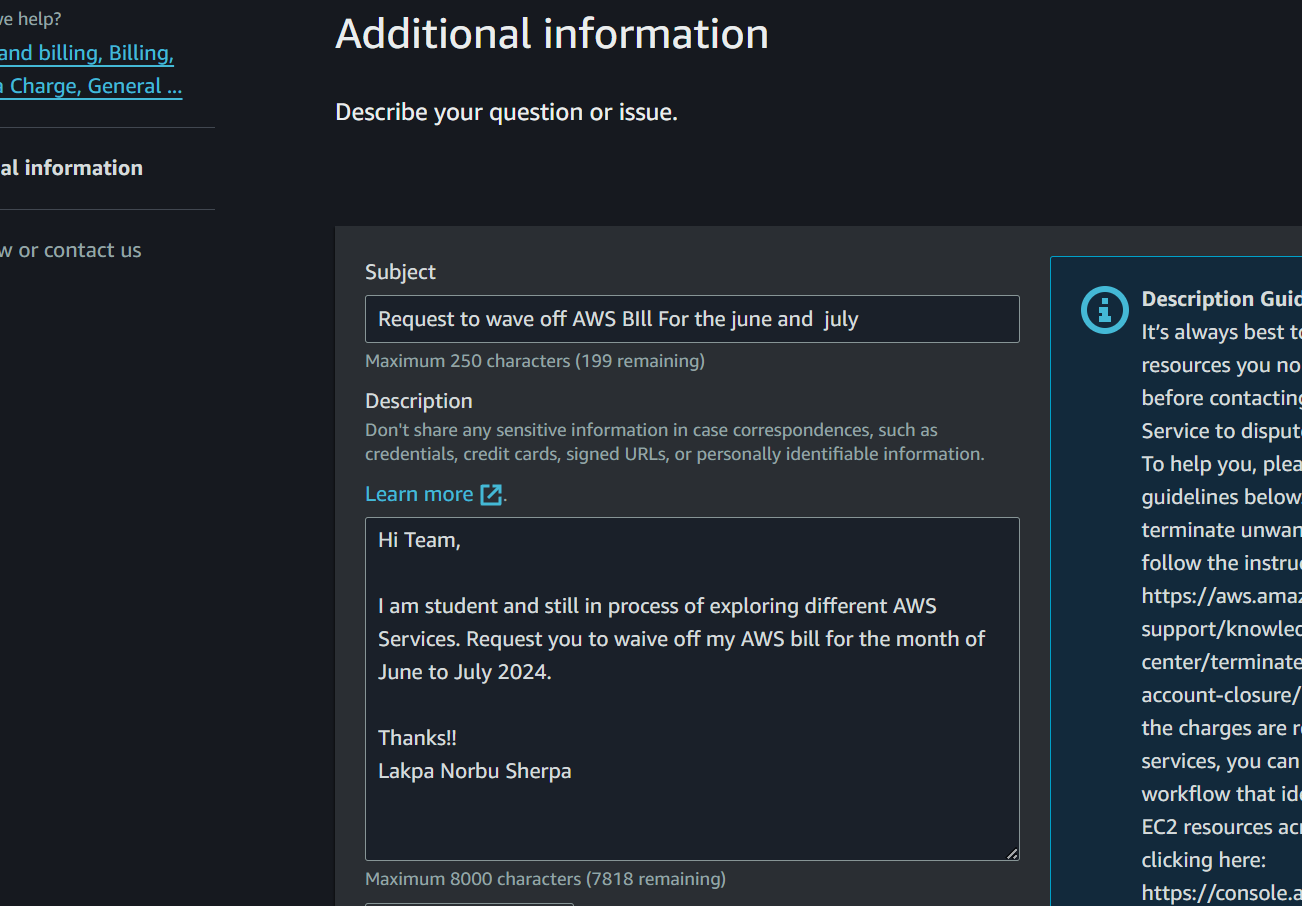 ve help?
and billing, Billing,
a Charge, General ...
al information
w or contact us
Additional information
Describe your question or issue.
Subject
Request to wave off AWS BIll For the june and  july
Maximum 250 characters (199 remaining)
Description
Don't share any sensitive information in case correspondences, such as
credentials, credit cards, signed URLs, or personally identifiable information.
Learn more .
Hi Team,
I am student and still in process of exploring different AWS
Services. Request you to waive off my AWS bill for the month of
June to July 2024.
Thanks!!
Lakpa Norbu Sherpa
Maximum 8000 characters (7818 remaining)
Description Guid
It's always best to
resources you no
before contacting
Service to dispute
To help you, plea
guidelines below
terminate unwan
follow the instruc
https://aws.amaz
support/knowled
center/terminate
account-closure/
the charges are r
services, you can
workflow that ide
EC2 resources acr
clicking here:
https://console.a